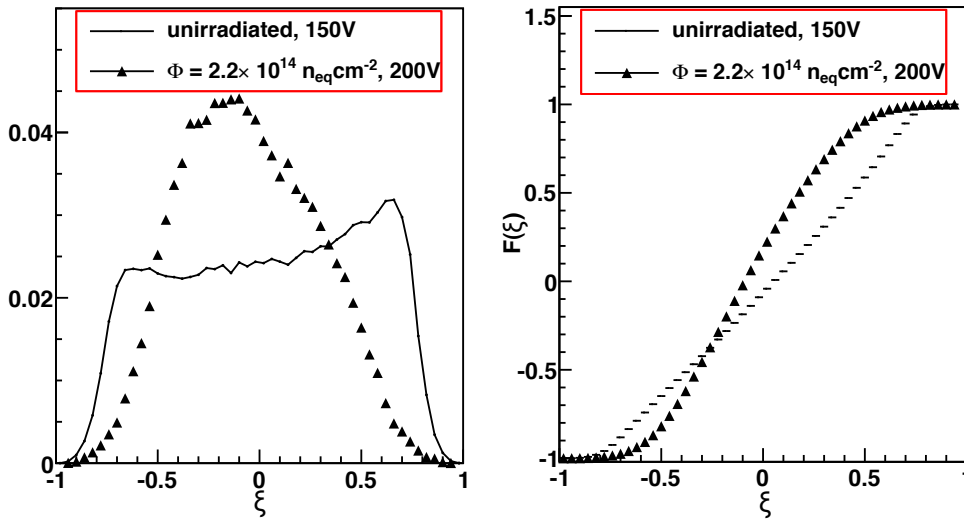 unirradiated, 150V
Φ = 2.2× 10¹⁴ n_eq cm⁻², 200V
0.04
0.02
0
-1
-0.5
0
0.5
1
ξ
unirradiated, 150V
Φ = 2.2× 10¹⁴ n_eq cm⁻², 200V
F(ξ)
1.5
1
0.5
0
-0.5
-1
-1
-0.5
0
0.5
1
ξ